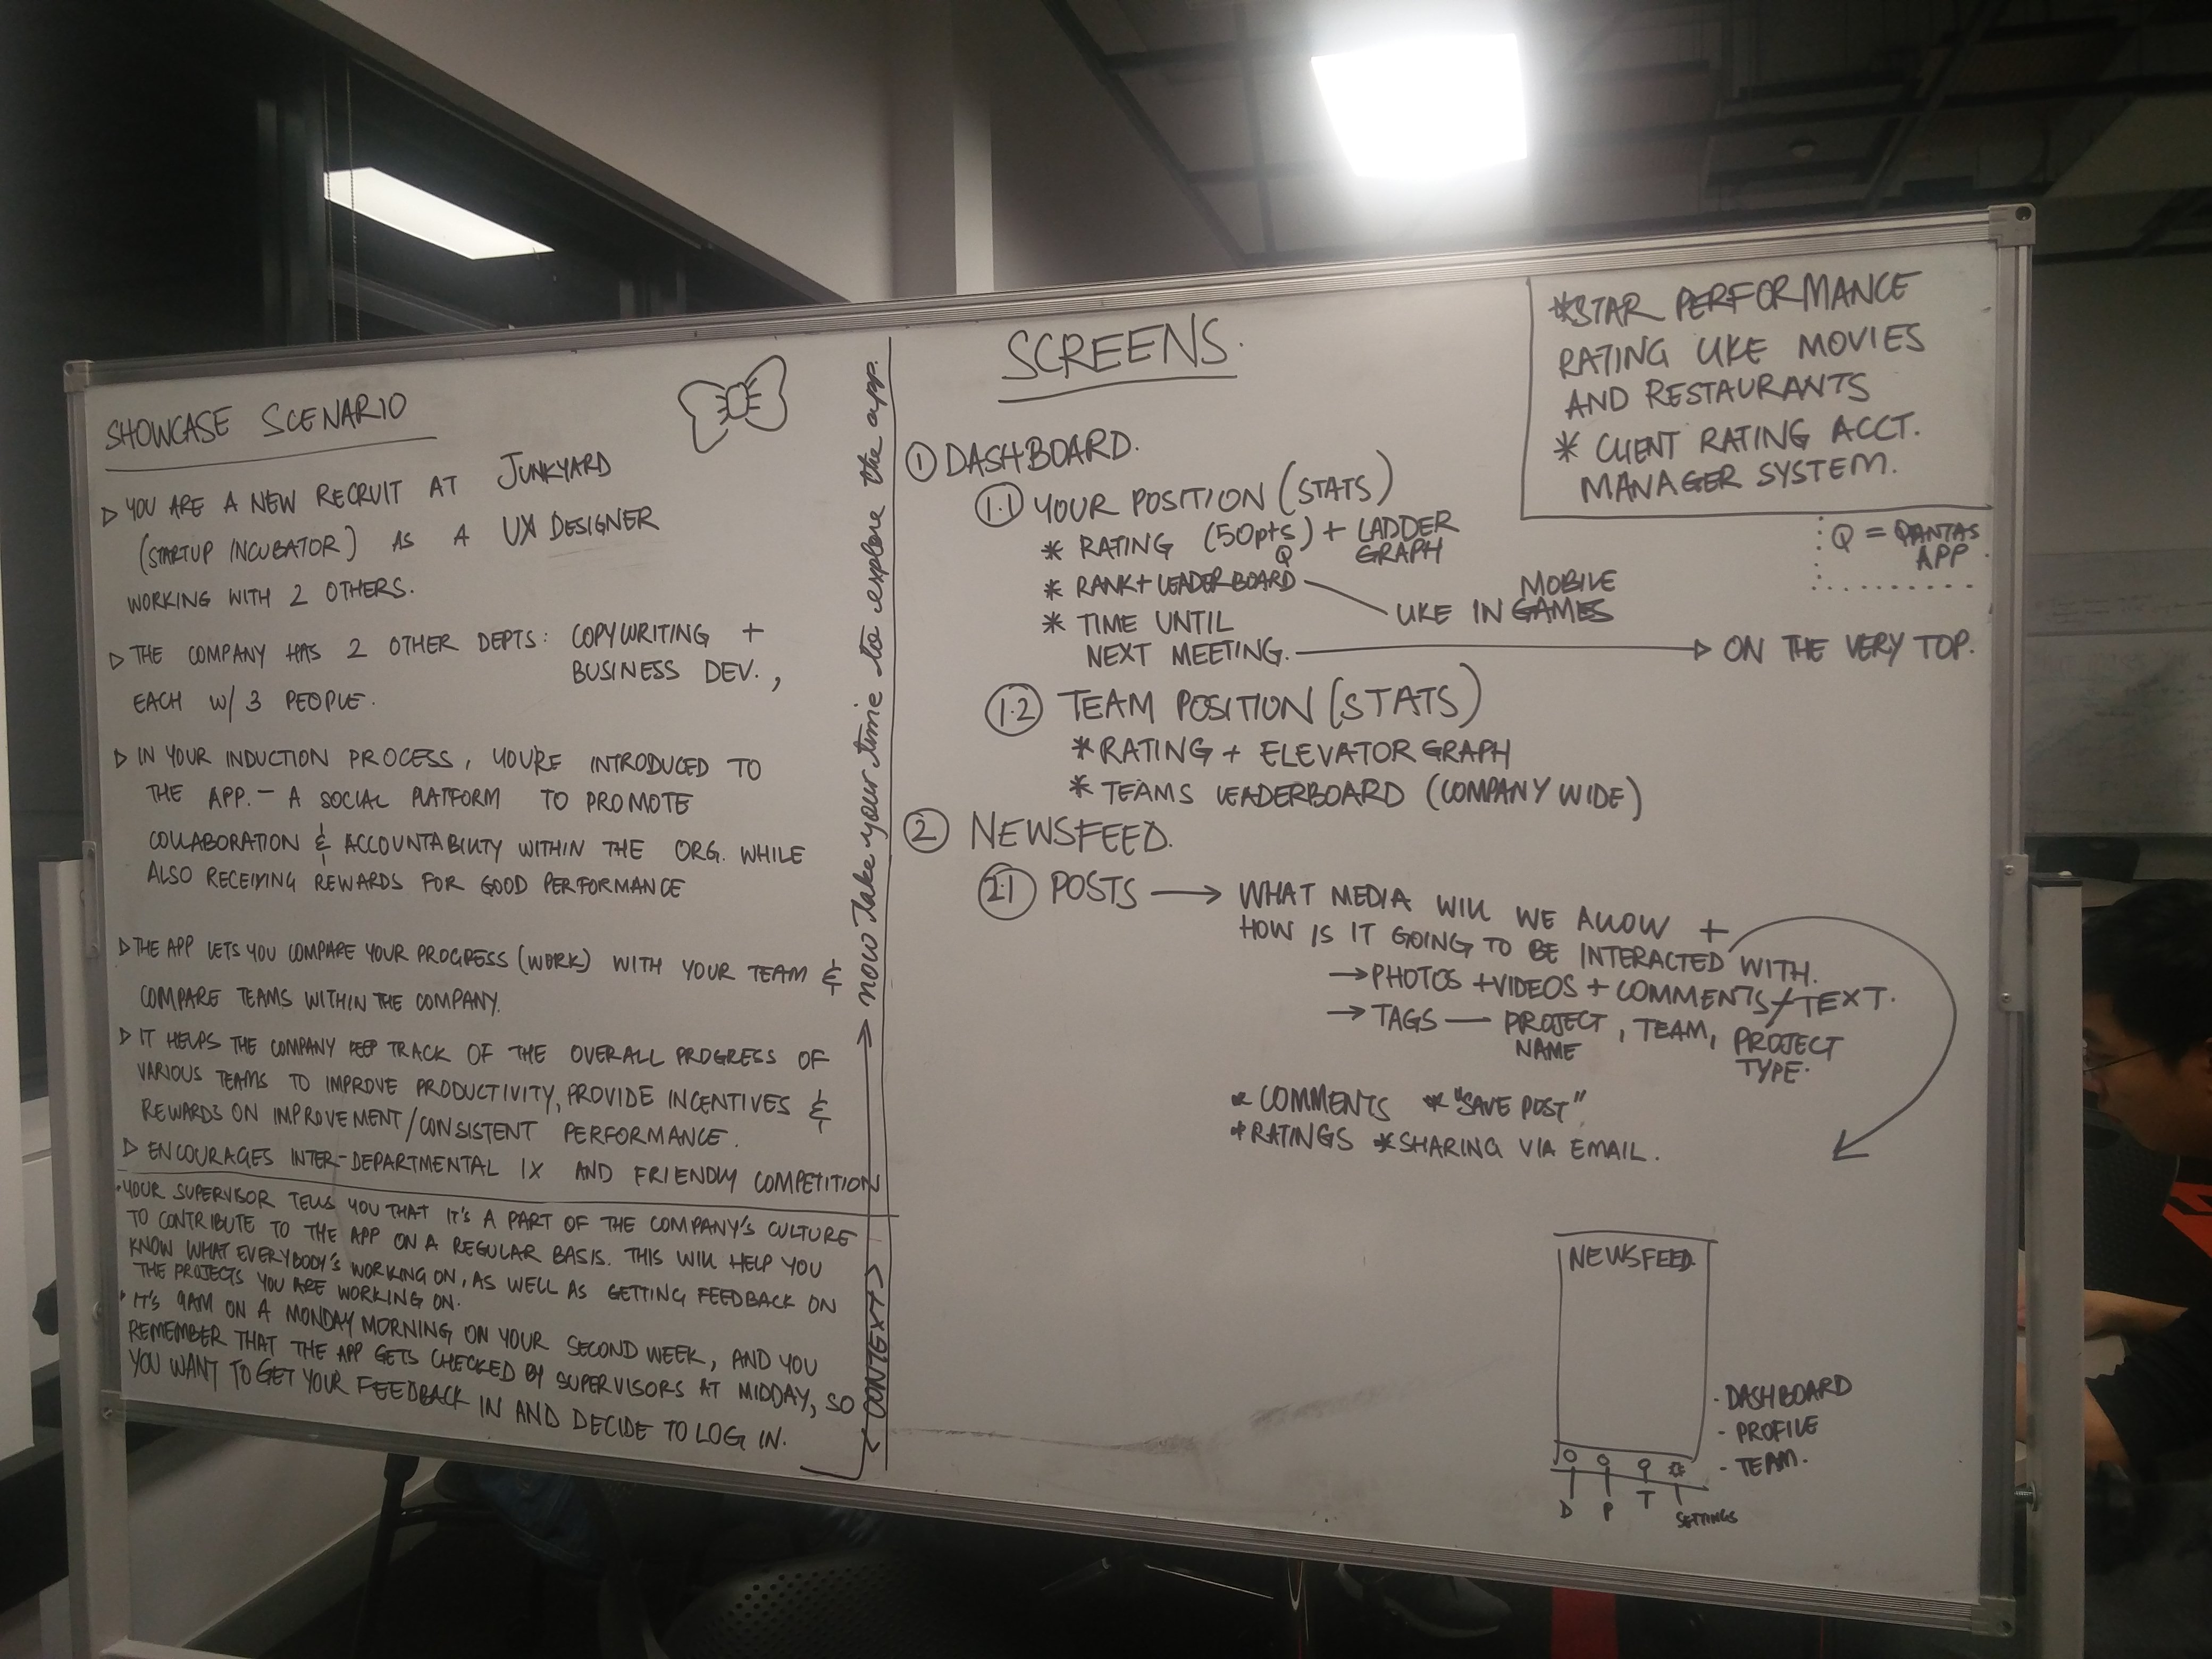 SHOWCASE SCENARIO
▷ YOU ARE A NEW RECRUIT AT JUNKYARD
(STARTUP INCUBATOR) AS A UX DESIGNER
WORKING WITH 2 OTHERS.
▷ THE COMPANY HAS 2 OTHER DEPTS: COPYWRITING +
BUSINESS DEV.,
EACH W/ 3 PEOPLE.
▷ IN YOUR INDUCTION PROCESS, YOU'RE INTRODUCED TO
THE APP. - A SOCIAL PLATFORM TO PROMOTE
COLLABORATION & ACCOUNTABILITY WITHIN THE ORG. WHILE
ALSO RECEIVING REWARDS FOR GOOD PERFORMANCE
▷ THE APP LETS YOU COMPARE YOUR PROGRESS (WORK) WITH YOUR TEAM &
COMPARE TEAMS WITHIN THE COMPANY.
▷ IT HELPS THE COMPANY KEEP TRACK OF THE OVERALL PROGRESS OF
VARIOUS TEAMS TO IMPROVE PRODUCTIVITY, PROVIDE INCENTIVES &
REWARDS ON IMPROVEMENT/CONSISTENT PERFORMANCE.
▷ ENCOURAGES INTER-DEPARTMENTAL IX AND FRIENDLY COMPETITION
• YOUR SUPERVISOR TELLS YOU THAT IT'S A PART OF THE COMPANY'S CULTURE
TO CONTRIBUTE TO THE APP ON A REGULAR BASIS. THIS WILL HELP YOU
KNOW WHAT EVERYBODY'S WORKING ON, AS WELL AS GETTING FEEDBACK ON
THE PROJECTS YOU ARE WORKING ON.
• IT'S 9AM ON A MONDAY MORNING ON YOUR SECOND WEEK, AND YOU
REMEMBER THAT THE APP GETS CHECKED BY SUPERVISORS AT MIDDAY, SO
YOU WANT TO GET YOUR FEEDBACK IN AND DECIDE TO LOG IN.
< CONTEXT > → now take your time to explore the app.
SCREENS.
① DASHBOARD.
1.1 YOUR POSITION (STATS)
* RATING (50pts) + LADDER
Q GRAPH
* RANK + LEADERBOARD
LIKE IN MOBILE GAMES
* TIME UNTIL
NEXT MEETING. → ON THE VERY TOP.
1.2 TEAM POSITION (STATS)
* RATING + ELEVATOR GRAPH
* TEAMS LEADERBOARD (COMPANY WIDE)
② NEWSFEED.
2.1 POSTS → WHAT MEDIA WILL WE ALLOW +
HOW IS IT GOING TO BE INTERACTED WITH.
→ PHOTOS + VIDEOS + COMMENTS/TEXT.
→ TAGS — PROJECT NAME, TEAM, PROJECT TYPE.
* COMMENTS * "SAVE POST"
* RATINGS * SHARING VIA EMAIL.
*STAR PERFORMANCE
RATING LIKE MOVIES
AND RESTAURANTS
* CLIENT RATING ACCT.
MANAGER SYSTEM.
Q = QANTAS
APP
NEWSFEED
- DASHBOARD
- PROFILE
- TEAM.
D P T SETTINGS